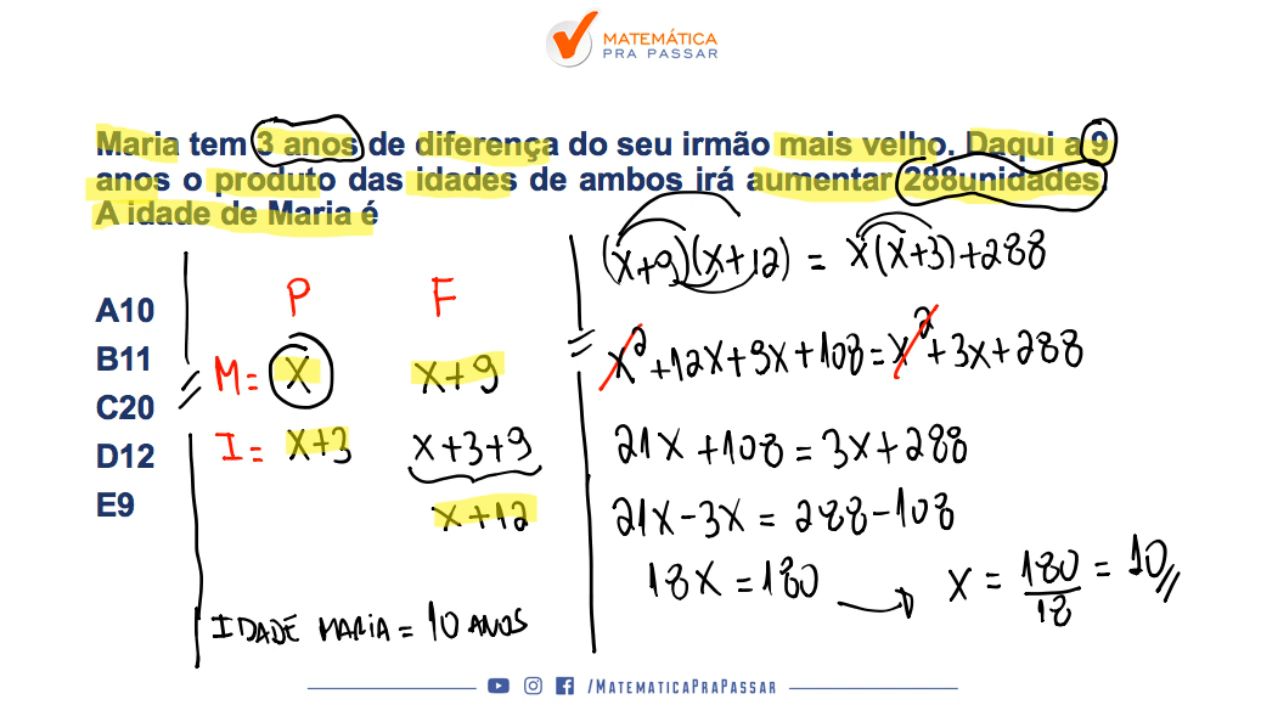 MATEMÁTICA
PRA PASSAR
Maria tem 3 anos de diferença do seu irmão mais velho. Daqui a 9
anos o produto das idades de ambos irá aumentar 288unidades.
A idade de Maria é
A10
B11
C20
D12
E9
P F
M= X X+9
I= X+3 X+3+9
X+12
IDADE MARIA = 10 ANOS
(X+9)(X+12) = X(X+3)+288
X²+12X+9X+108=X²+3X+288
21X+108=3X+288
21X-3X=288-108
18X=180
X=180/18=10//
/MATEMATICAPRAPASSAR